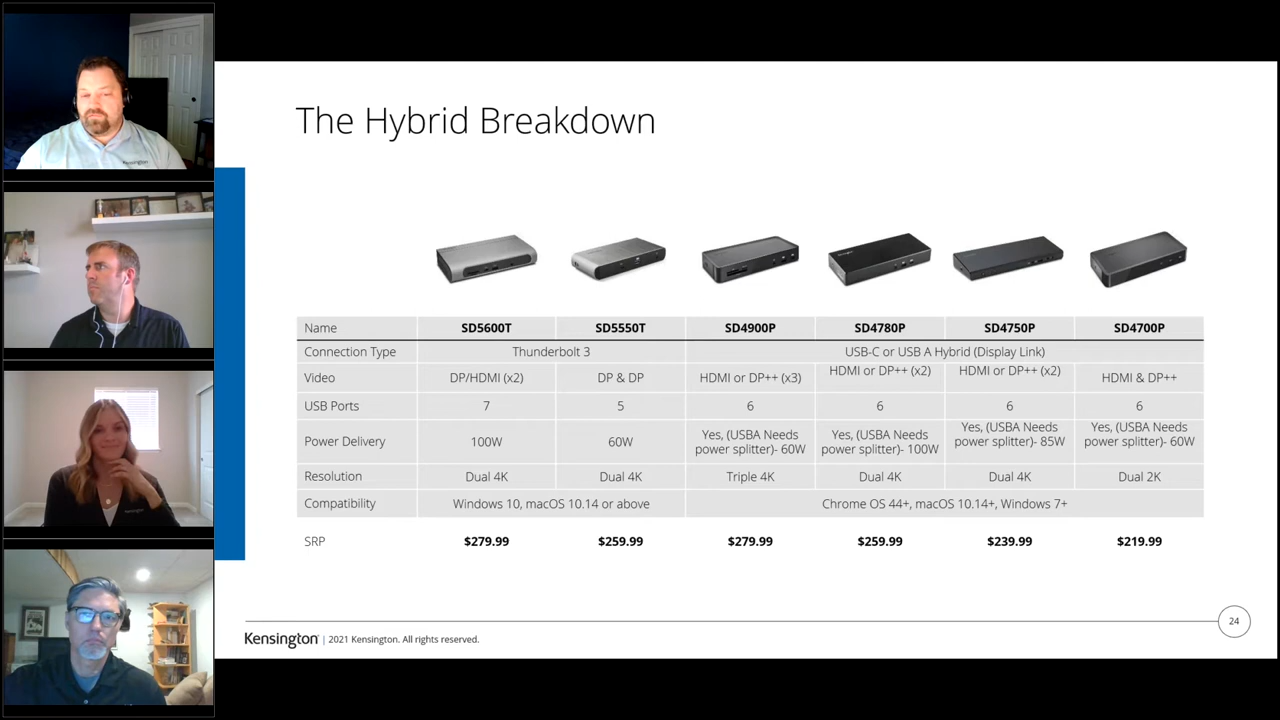 The Hybrid Breakdown
Name SD5600T SD5550T SD4900P SD4780P SD4750P SD4700P
Connection Type Thunderbolt 3 USB-C or USB A Hybrid (Display Link)
Video DP/HDMI (x2) DP & DP HDMI or DP++ (x3) HDMI or DP++ (x2) HDMI or DP++ (x2) HDMI & DP++
USB Ports 7 5 6 6 6 6
Power Delivery 100W 60W Yes, (USBA Needs power splitter)- 60W Yes, (USBA Needs power splitter)- 100W Yes, (USBA Needs power splitter)- 85W Yes, (USBA Needs power splitter)- 60W
Resolution Dual 4K Dual 4K Triple 4K Dual 4K Dual 4K Dual 2K
Compatibility Windows 10, macOS 10.14 or above Chrome OS 44+, macOS 10.14+, Windows 7+
SRP $279.99 $259.99 $279.99 $259.99 $239.99 $219.99
Kensington | 2021 Kensington. All rights reserved.
24
Kensington